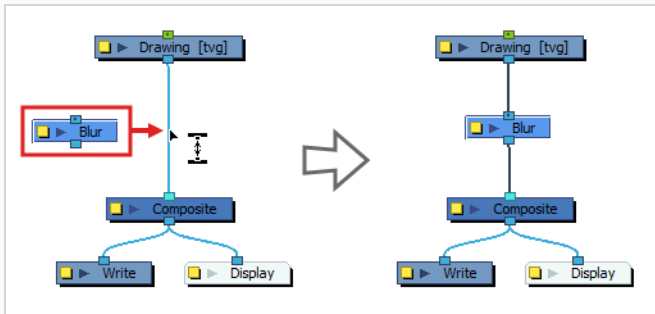 Drawing [tvg]
Blur
Composite
Write
Display
Drawing [tvg]
Blur
Composite
Write
Display